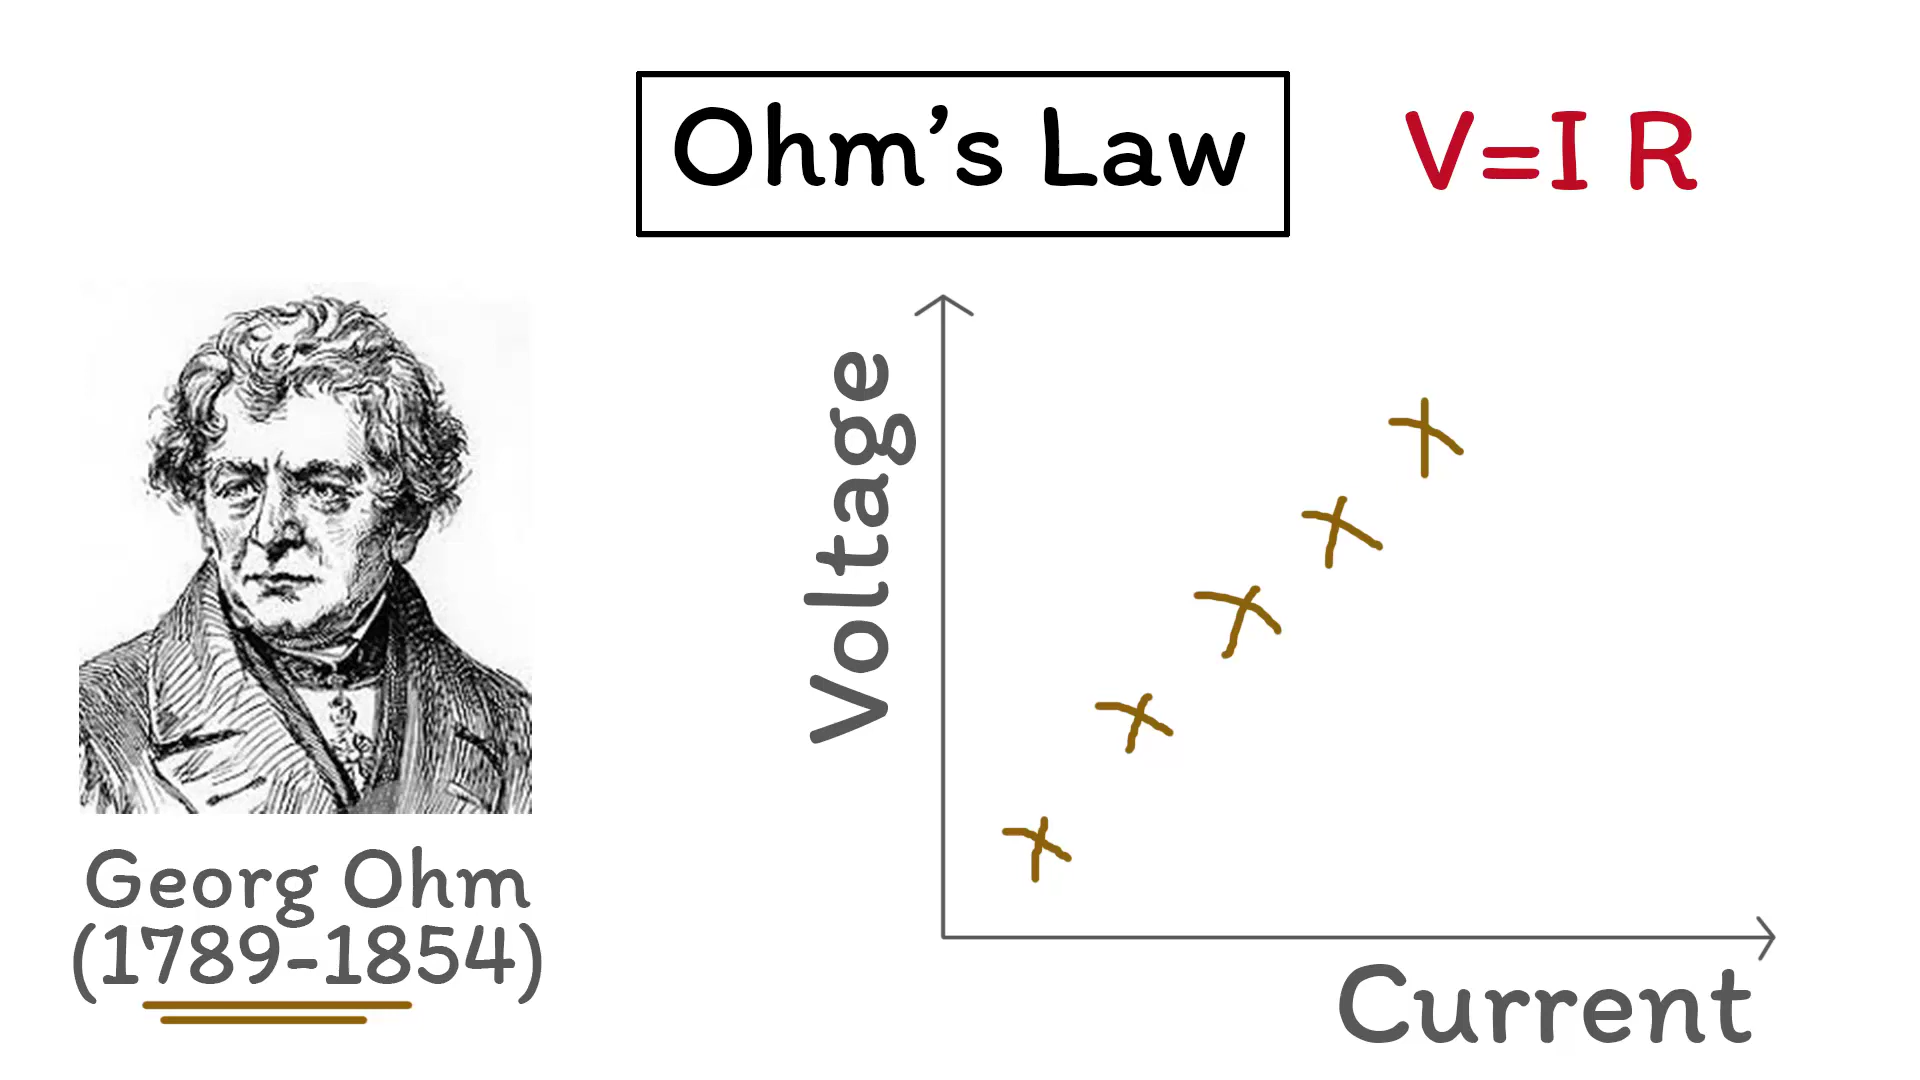 Ohm’s Law
V=I R
Voltage
Current
Georg Ohm
(1789-1854)